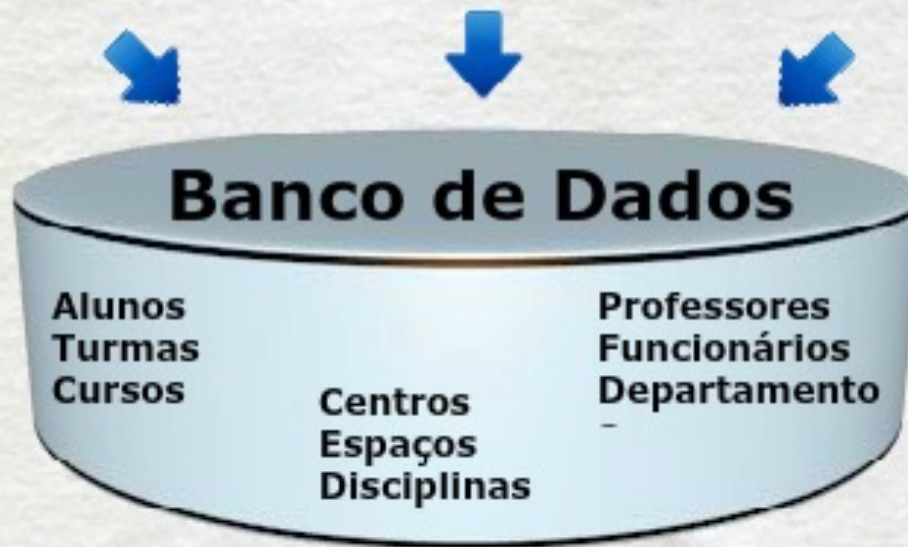 Banco de Dados
Alunos
Turmas
Cursos
Centros
Espaços
Disciplinas
Professores
Funcionários
Departamento